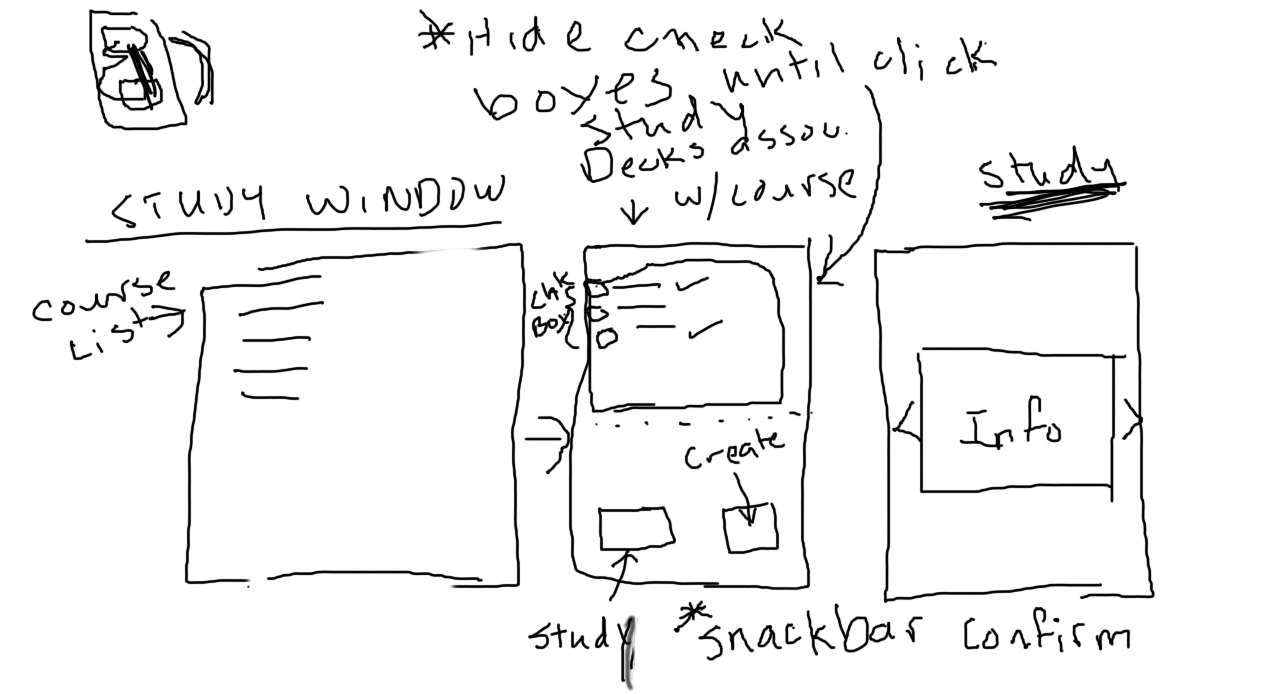 *Hide check
boxes until click
Study
Decks assou.
w/course
STUDY WINDOW
study
course
List
chk
Box
Info
create
study
*snackbar confirm